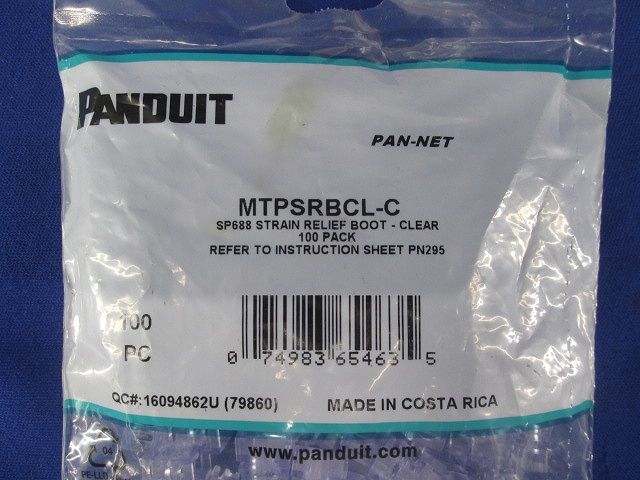 PANDUIT
PAN-NET
MTPSRBCL-C
SP688 STRAIN RELIEF BOOT - CLEAR
100 PACK
REFER TO INSTRUCTION SHEET PN295
100
PC
0 74983 65463 5
QC#:16094862U (79860)
MADE IN COSTA RICA
www.panduit.com
04